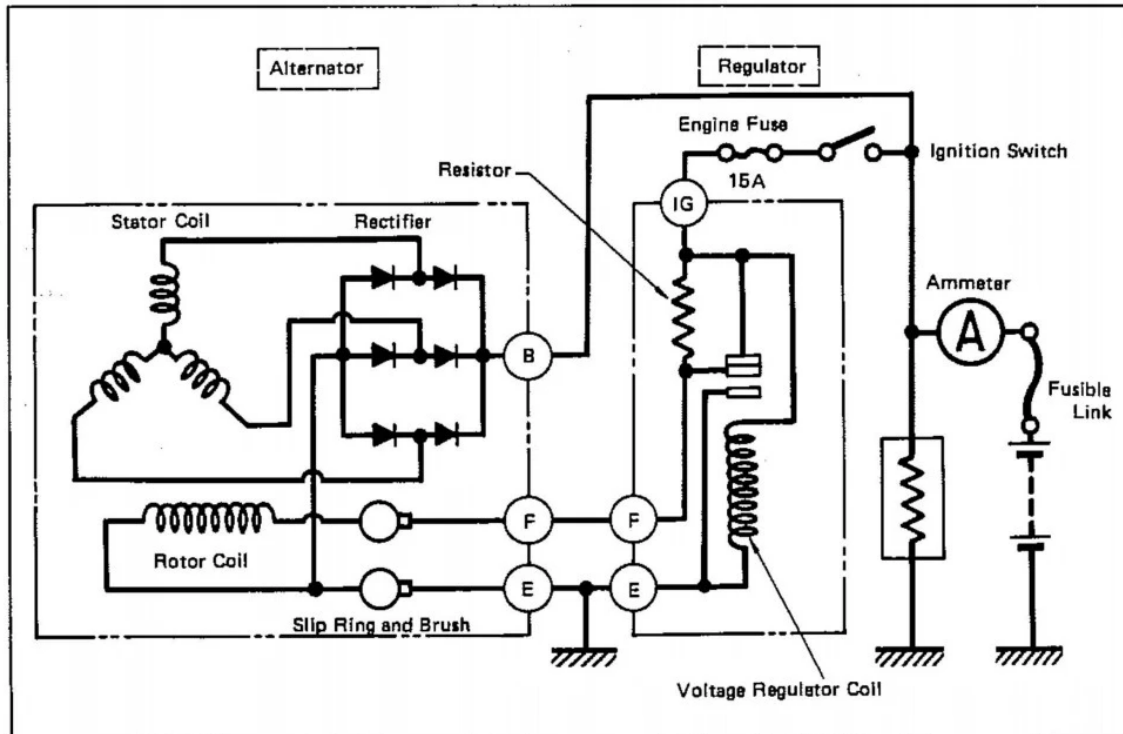 Alternator
Regulator
Engine Fuse
Ignition Switch
Resistor
15A
IG
Stator Coil
Rectifier
Ammeter
A
B
Fusible
Link
F
F
Rotor Coil
E
E
Slip Ring and Brush
Voltage Regulator Coil